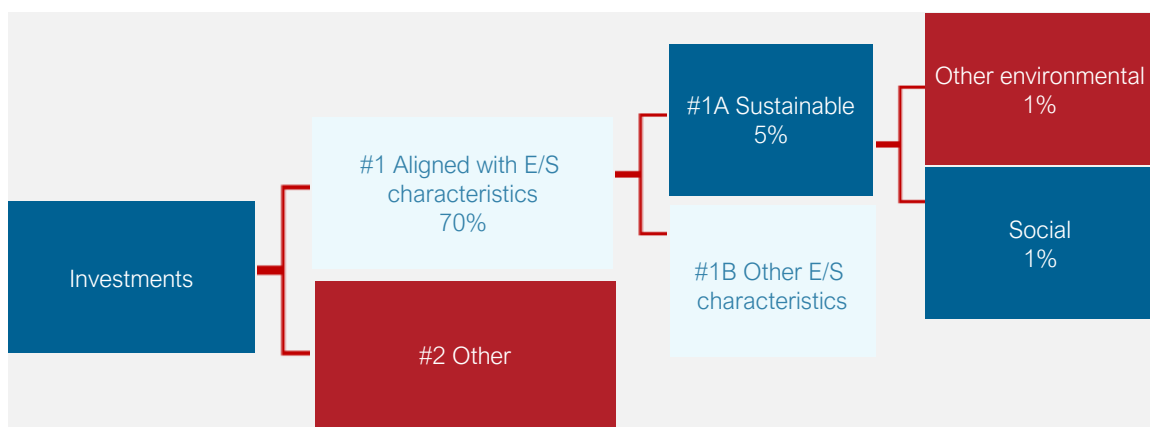 Investments
#1 Aligned with E/S
characteristics
70%
#2 Other
#1A Sustainable
5%
#1B Other E/S
characteristics
Other environmental
1%
Social
1%